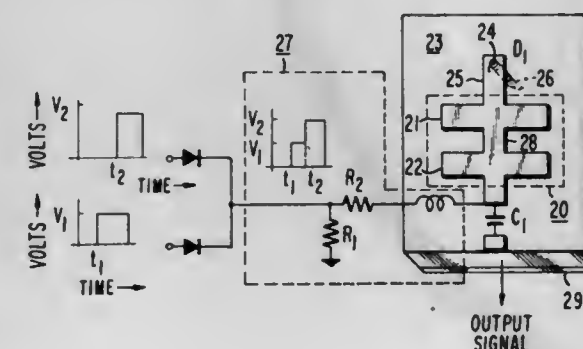 27
23
24
D1
25
26
VOLTS
V2
t2
TIME
V2
V1
t1 t2
21
28
22
R2
VOLTS
V1
t1
TIME
R1
C1
20
29
OUTPUT
SIGNAL